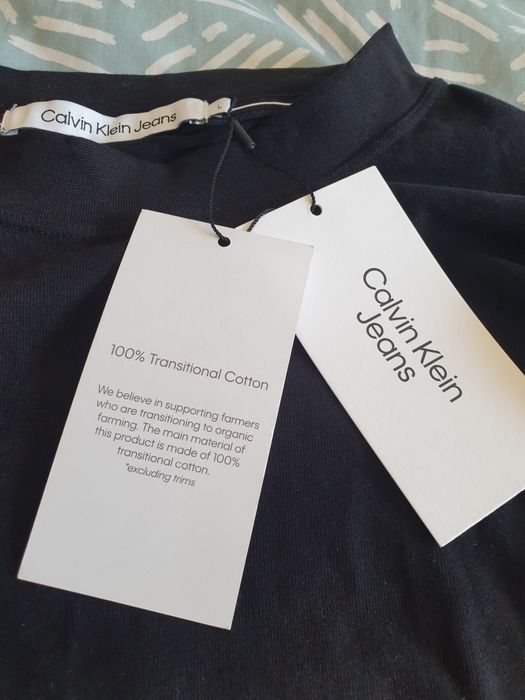 Calvin Klein Jeans
L
Calvin Klein
Jeans
100% Transitional Cotton
We believe in supporting farmers
who are transitioning to organic
farming. The main material of
this product is made of 100%
transitional cotton.
*excluding trims